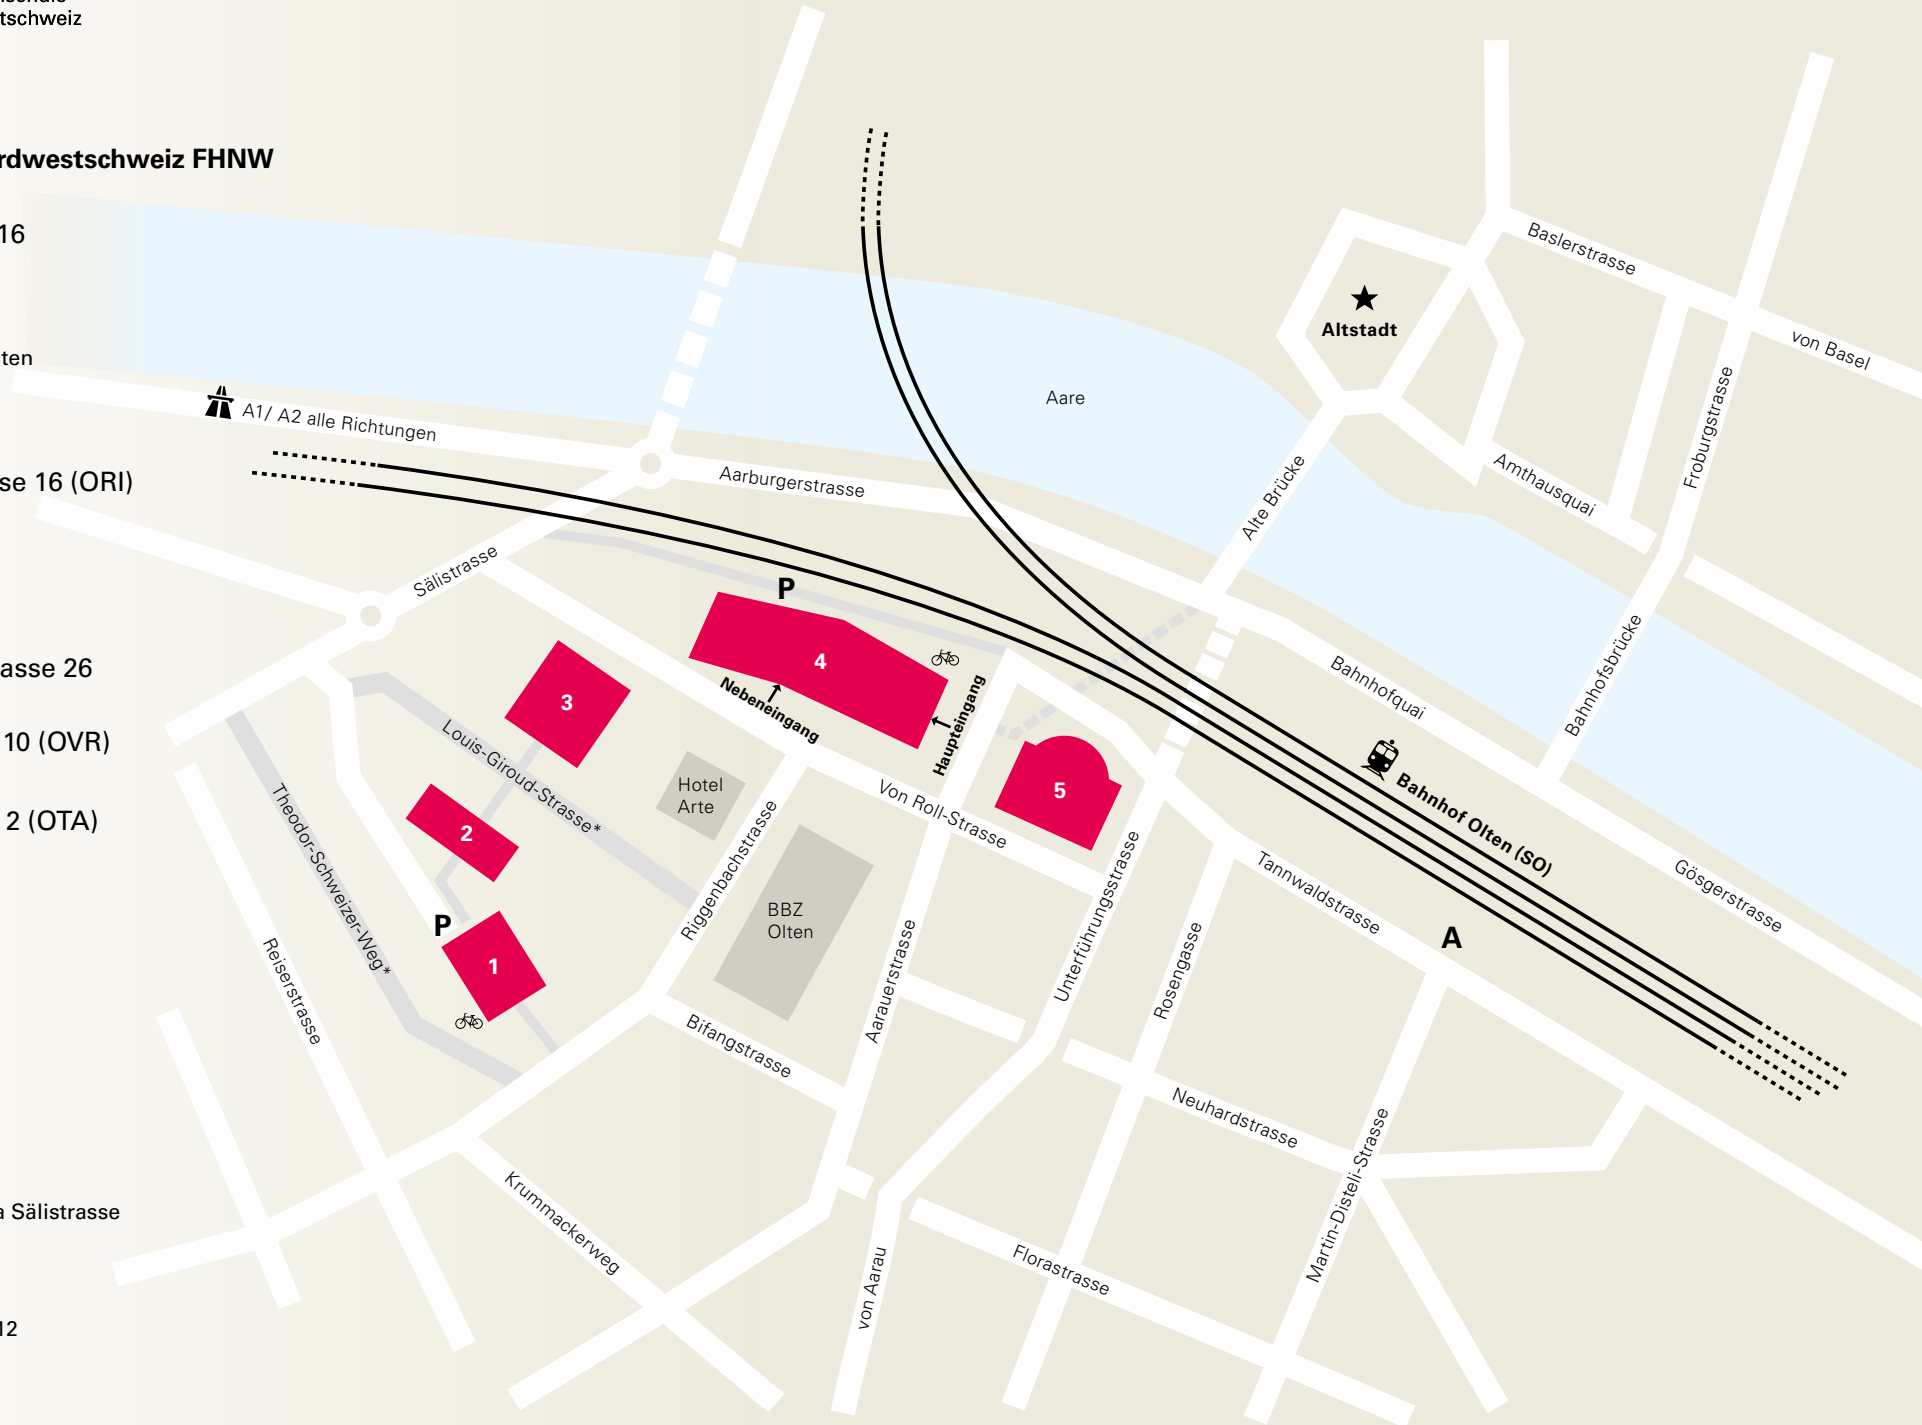 tschweiz
rdwestschweiz FHNW
16
ten
se 16 (ORI)
asse 26
10 (OVR)
2 (OTA)
a Sälistrasse
12
A1/ A2 alle Richtungen
Sälistrasse
Aarburgerstrasse
Aare
Altstadt
Baslerstrasse
von Basel
Froburgstrasse
Amthausquai
Alte Brücke
Bahnhofquai
Bahnhofsbrücke
Bahnhof Olten (SO)
Gösgerstrasse
Tannwaldstrasse
A
P
4
Nebeneingang
Haupteingang
3
Louis-Giroud-Strasse*
Hotel
Arte
Von Roll-Strasse
5
2
Theodor-Schweizer-Weg*
P
1
Riggenbachstrasse
BBZ
Olten
Aarauerstrasse
Unterführungsstrasse
Rosengasse
Reiserstrasse
Bifangstrasse
Neuhardstrasse
Martin-Disteli-Strasse
Krummackerweg
von Aarau
Florastrasse